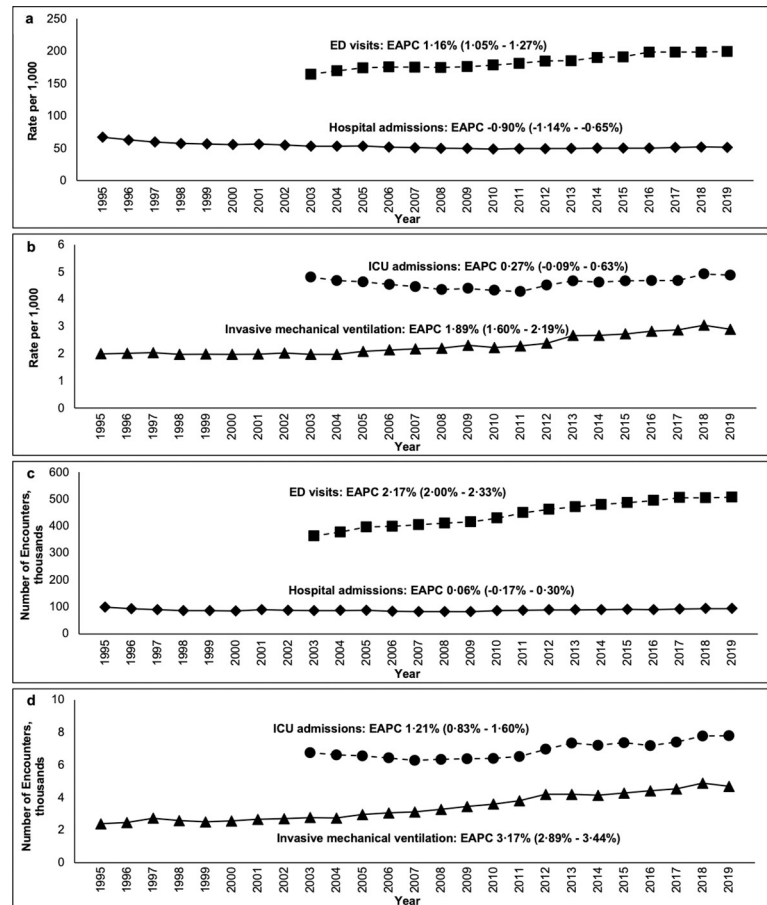 a
ED visits: EAPC 1·16% (1·05% - 1·27%)
Hospital admissions: EAPC -0·90% (-1·14% - -0·65%)
Rate per 1,000
250
200
150
100
50
0
1995 1996 1997 1998 1999 2000 2001 2002 2003 2004 2005 2006 2007 2008 2009 2010 2011 2012 2013 2014 2015 2016 2017 2018 2019
Year
b
ICU admissions: EAPC 0·27% (-0·09% - 0·63%)
Invasive mechanical ventilation: EAPC 1·89% (1·60% - 2·19%)
Rate per 1,000
6
5
4
3
2
1
0
1995 1996 1997 1998 1999 2000 2001 2002 2003 2004 2005 2006 2007 2008 2009 2010 2011 2012 2013 2014 2015 2016 2017 2018 2019
Year
c
ED visits: EAPC 2·17% (2·00% - 2·33%)
Hospital admissions: EAPC 0·06% (-0·17% - 0·30%)
Number of Encounters,
thousands
600
500
400
300
200
100
0
1995 1996 1997 1998 1999 2000 2001 2002 2003 2004 2005 2006 2007 2008 2009 2010 2011 2012 2013 2014 2015 2016 2017 2018 2019
Year
d
ICU admissions: EAPC 1·21% (0·83% - 1·60%)
Invasive mechanical ventilation: EAPC 3·17% (2·89% - 3·44%)
Number of Encounters,
thousands
10
8
6
4
2
0
1995 1996 1997 1998 1999 2000 2001 2002 2003 2004 2005 2006 2007 2008 2009 2010 2011 2012 2013 2014 2015 2016 2017 2018 2019
Year